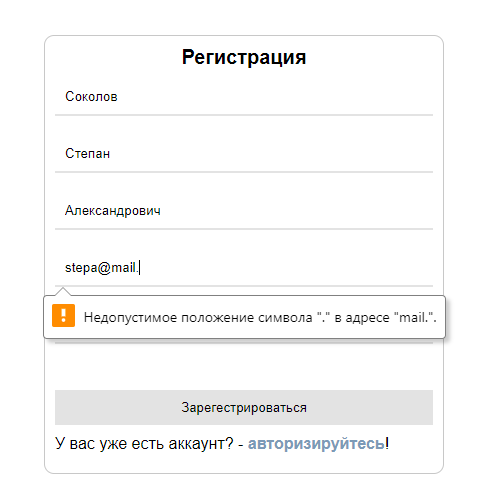 Регистрация
Соколов
Степан
Александрович
stepa@mail.
Недопустимое положение символа "." в адресе "mail.".
Зарегестрироваться
У вас уже есть аккаунт? - авторизируйтесь!